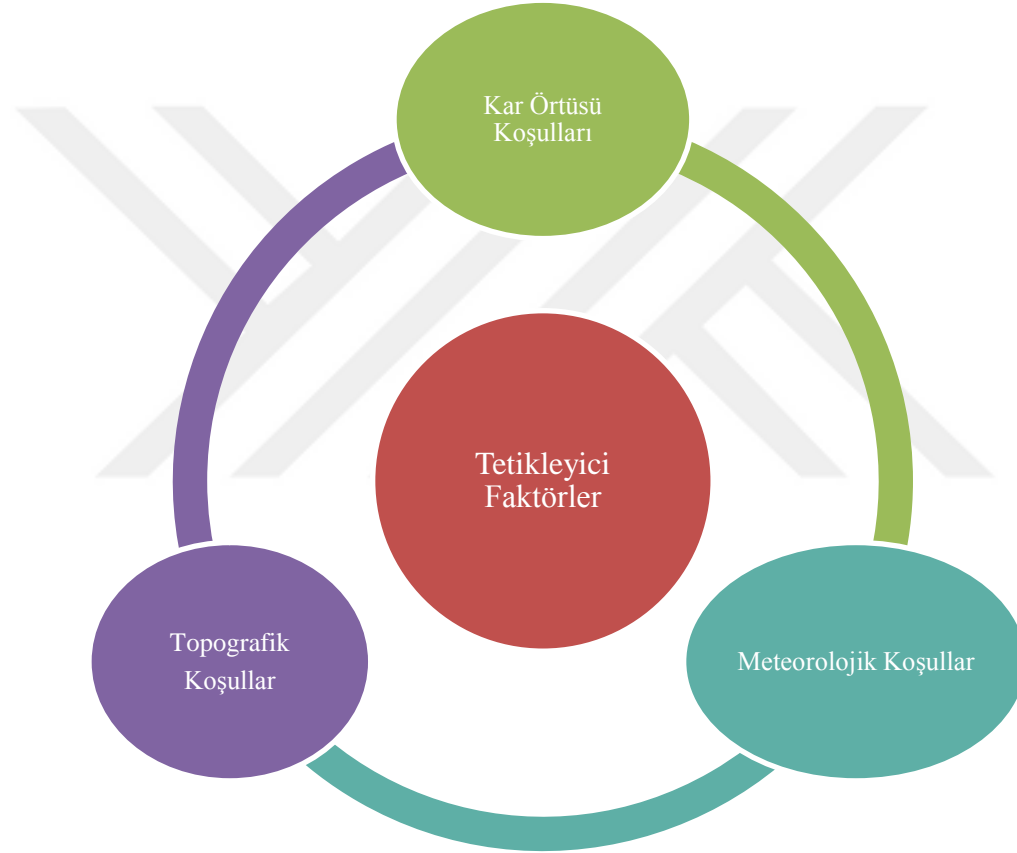 Kar Örtüsü
Koşulları
Tetikleyici
Faktörler
Topografik
Koşullar
Meteorolojik Koşullar